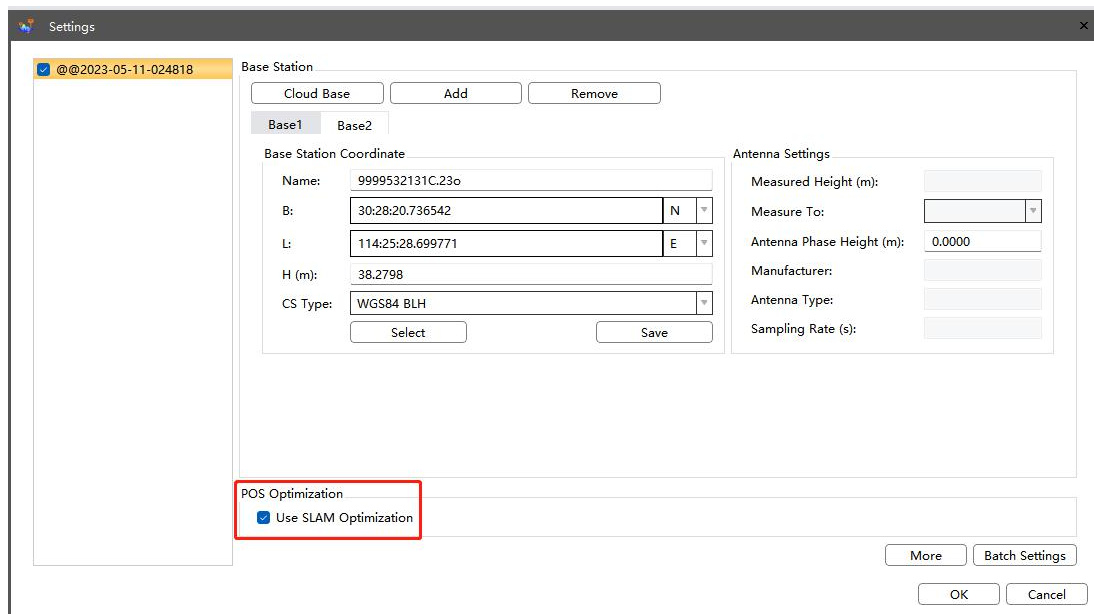 Settings
@@2023-05-11-024818
Base Station
Cloud Base
Add
Remove
Base1
Base2
Base Station Coordinate
Name:
9999532131C.23o
B:
30:28:20.736542
N
L:
114:25:28.699771
E
H (m):
38.2798
CS Type:
WGS84 BLH
Select
Save
Antenna Settings
Measured Height (m):
Measure To:
Antenna Phase Height (m):
0.0000
Manufacturer:
Antenna Type:
Sampling Rate (s):
POS Optimization
Use SLAM Optimization
More
Batch Settings
OK
Cancel